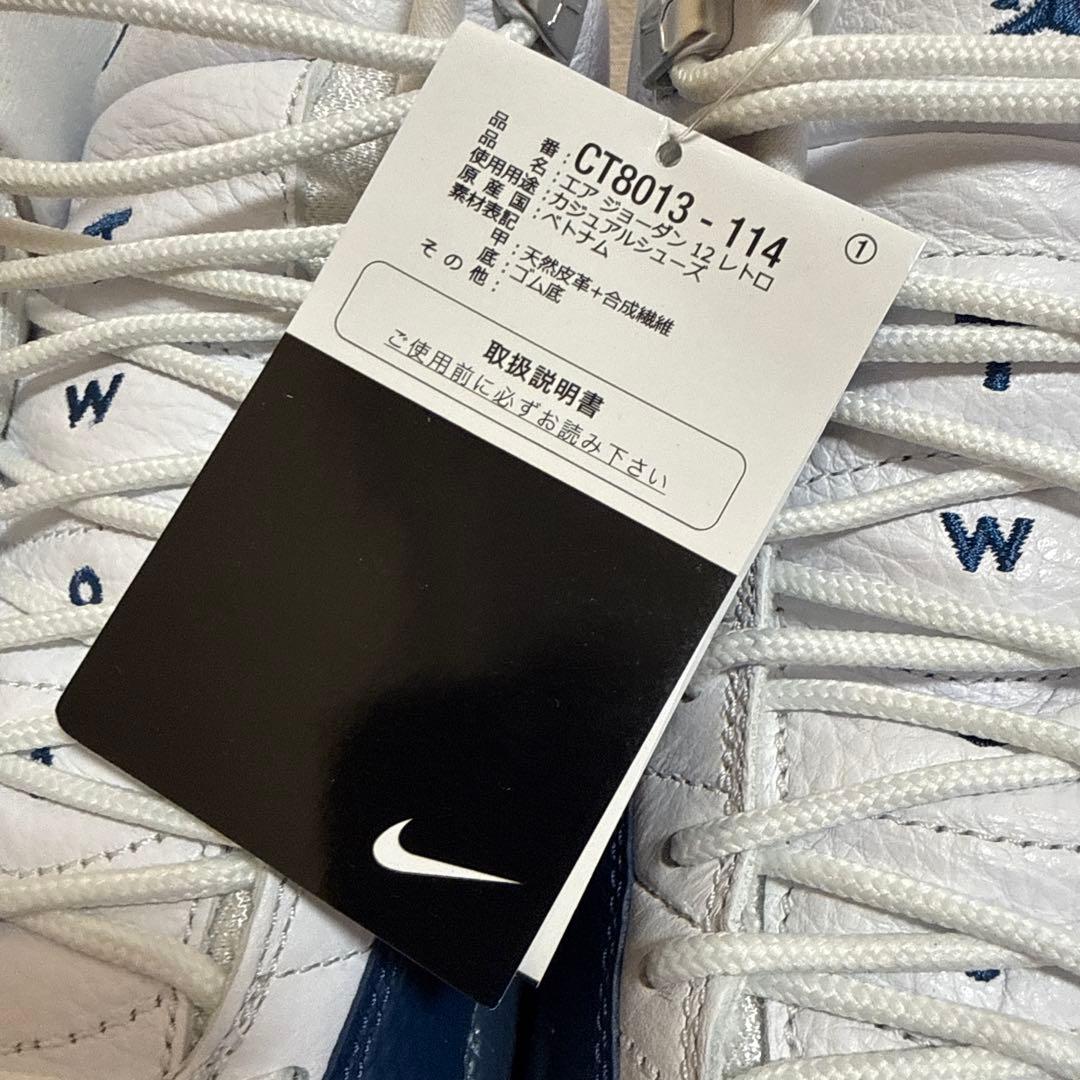 品番：CT8013-114
品名：エア ジョーダン 12 レトロ
使用用途：カジュアルシューズ
原産国：ベトナム
素材表記
甲：天然皮革+合成繊維
底：ゴム底
その他：
①
取扱説明書
ご使用前に必ずお読み下さい
W
O
W